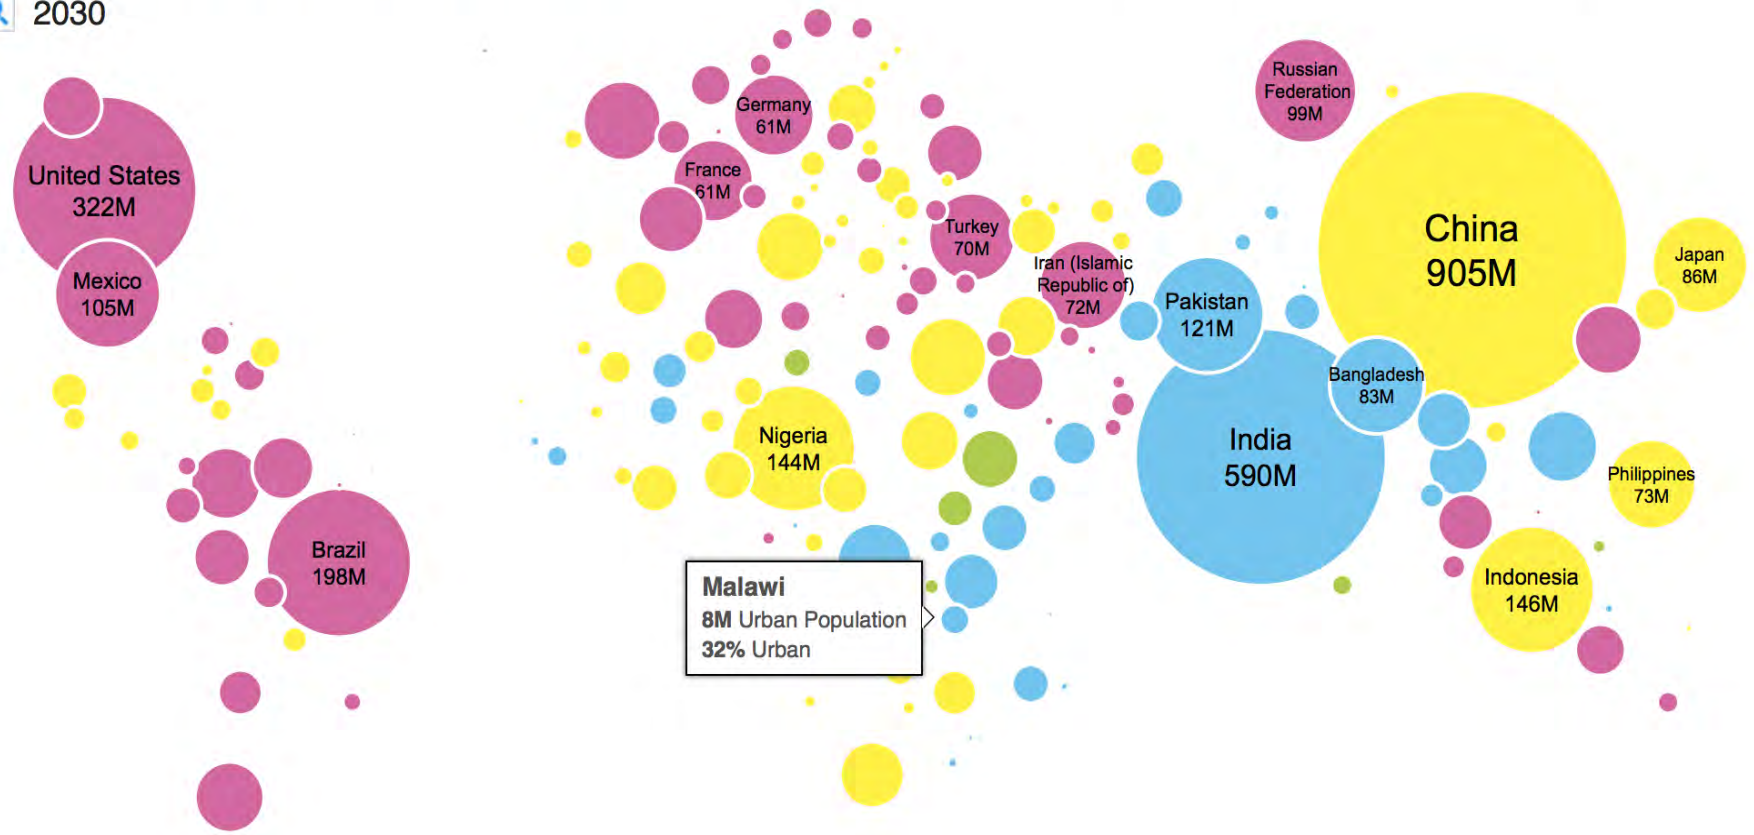 2030
United States
322M
Mexico
105M
Brazil
198M
Germany
61M
France
61M
Turkey
70M
Iran (Islamic
Republic of)
72M
Nigeria
144M
Malawi
8M Urban Population
32% Urban
Russian
Federation
99M
China
905M
Japan
86M
Pakistan
121M
Bangladesh
83M
India
590M
Philippines
73M
Indonesia
146M